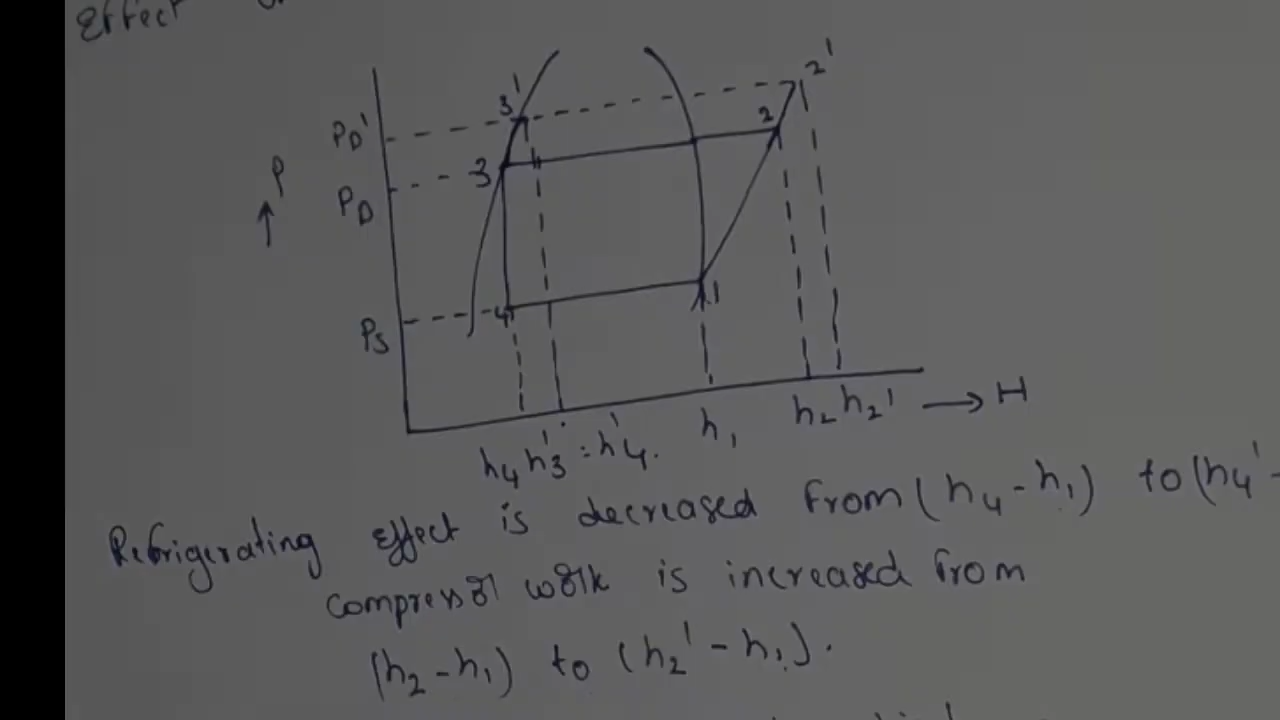 Effect
2'
3'
2
PD'
P
3
PD
4
1
Ps
h4 h3' = h4'. h1 h2 h2' → H
Refrigerating effect is decreased from (h4 - h1) to (h4' -
compressor work is increased from
(h2 - h1) to (h2' - h1).